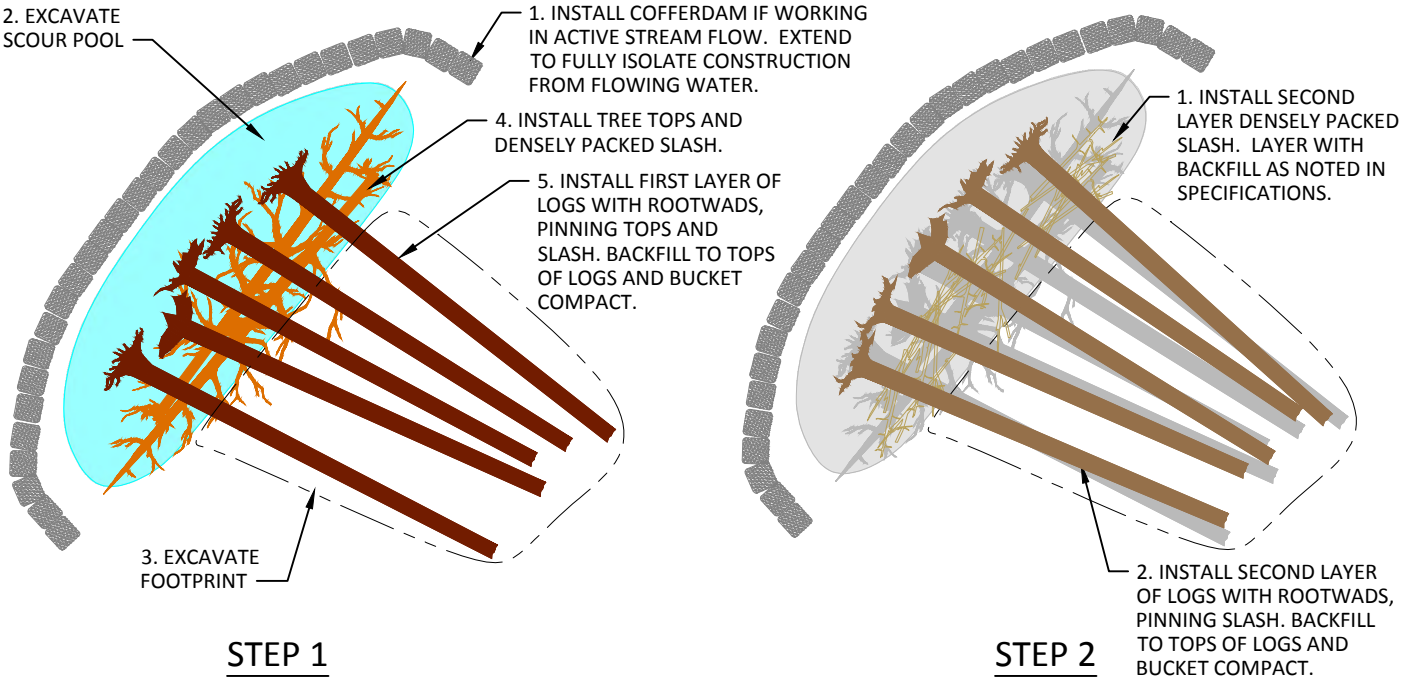 2. EXCAVATE
SCOUR POOL
1. INSTALL COFFERDAM IF WORKING
IN ACTIVE STREAM FLOW. EXTEND
TO FULLY ISOLATE CONSTRUCTION
FROM FLOWING WATER.
4. INSTALL TREE TOPS AND
DENSELY PACKED SLASH.
5. INSTALL FIRST LAYER OF
LOGS WITH ROOTWADS,
PINNING TOPS AND
SLASH. BACKFILL TO TOPS
OF LOGS AND BUCKET
COMPACT.
3. EXCAVATE
FOOTPRINT
STEP 1
1. INSTALL SECOND
LAYER DENSELY PACKED
SLASH. LAYER WITH
BACKFILL AS NOTED IN
SPECIFICATIONS.
2. INSTALL SECOND LAYER
OF LOGS WITH ROOTWADS,
PINNING SLASH. BACKFILL
TO TOPS OF LOGS AND
BUCKET COMPACT.
STEP 2